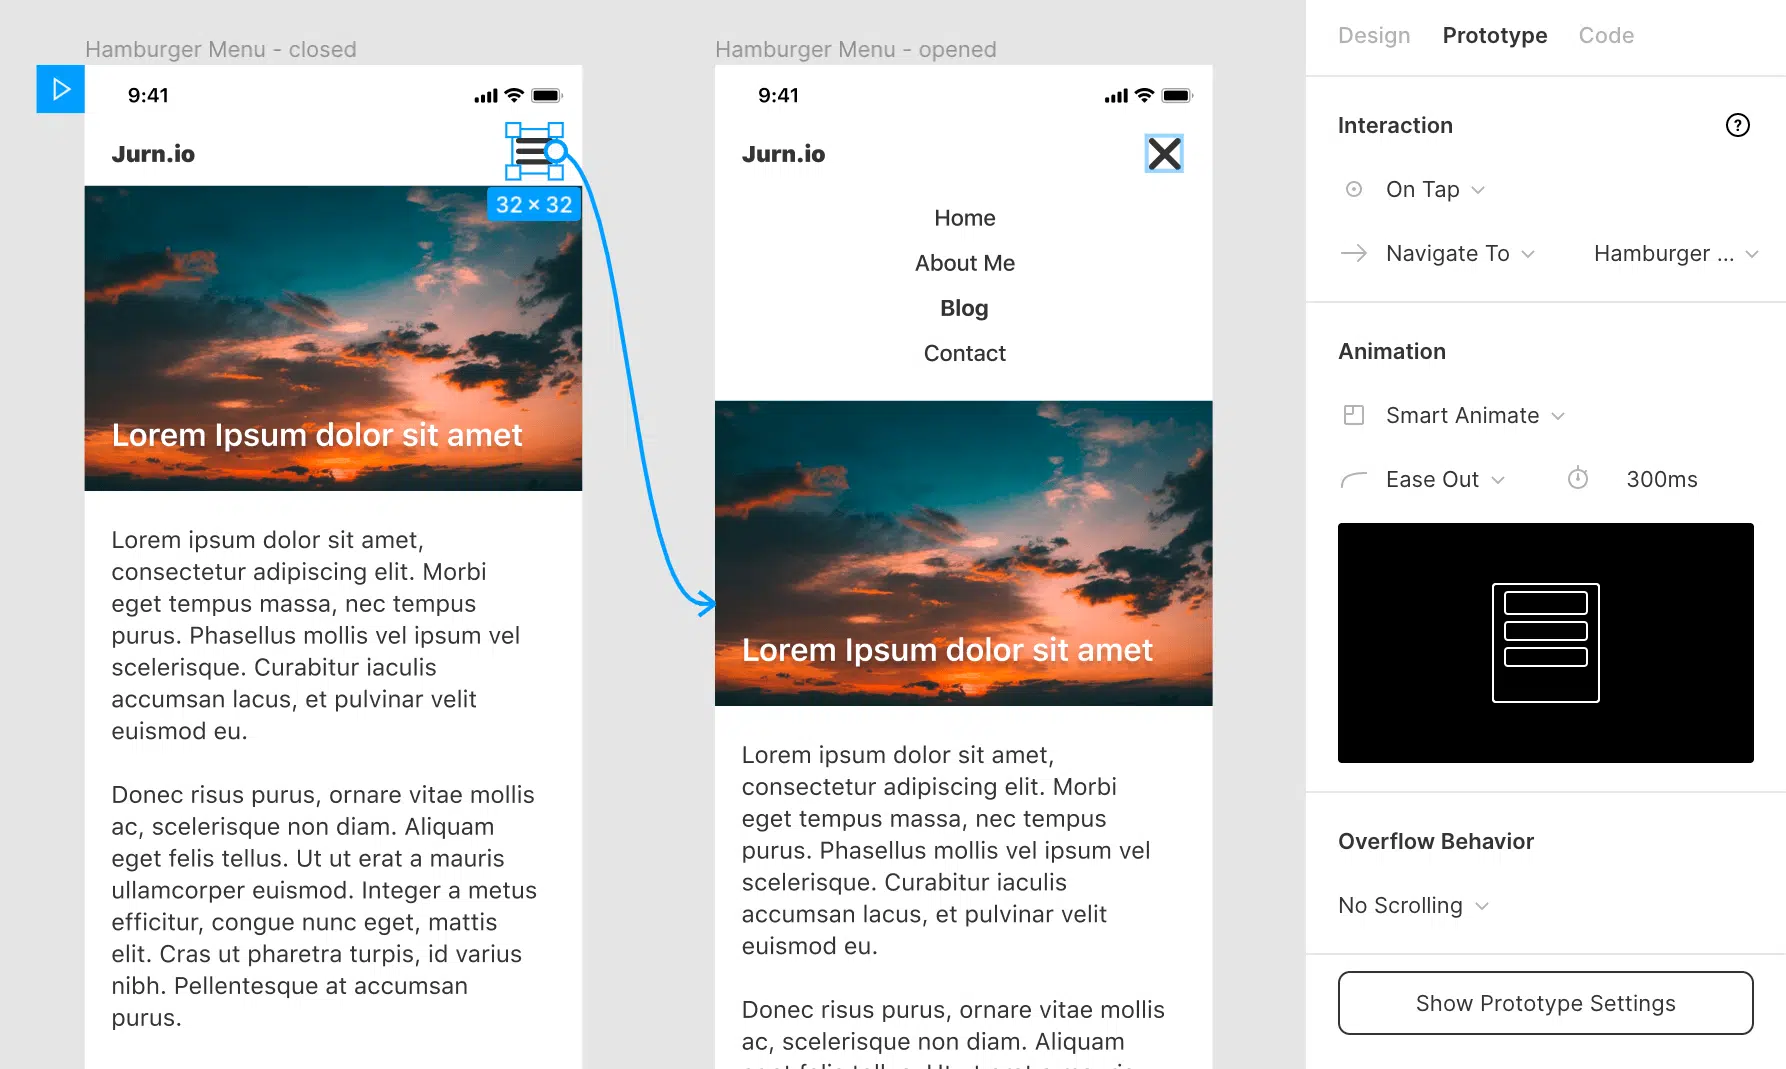 Hamburger Menu - closed
9:41
Jurn.io
32 × 32
Lorem Ipsum dolor sit amet
Lorem ipsum dolor sit amet,
consectetur adipiscing elit. Morbi
eget tempus massa, nec tempus
purus. Phasellus mollis vel ipsum vel
scelerisque. Curabitur iaculis
accumsan lacus, et pulvinar velit
euismod eu.
Donec risus purus, ornare vitae mollis
ac, scelerisque non diam. Aliquam
eget felis tellus. Ut ut erat a mauris
ullamcorper euismod. Integer a metus
efficitur, congue nunc eget, mattis
elit. Cras ut pharetra turpis, id varius
nibh. Pellentesque at accumsan
purus.
Hamburger Menu - opened
9:41
Jurn.io
Home
About Me
Blog
Contact
Lorem Ipsum dolor sit amet
Lorem ipsum dolor sit amet,
consectetur adipiscing elit. Morbi
eget tempus massa, nec tempus
purus. Phasellus mollis vel ipsum vel
scelerisque. Curabitur iaculis
accumsan lacus, et pulvinar velit
euismod eu.
Donec risus purus, ornare vitae mollis
ac, scelerisque non diam. Aliquam
Design Prototype Code
Interaction
?
On Tap
Navigate To Hamburger ...
Animation
Smart Animate
Ease Out 300ms
Overflow Behavior
No Scrolling
Show Prototype Settings